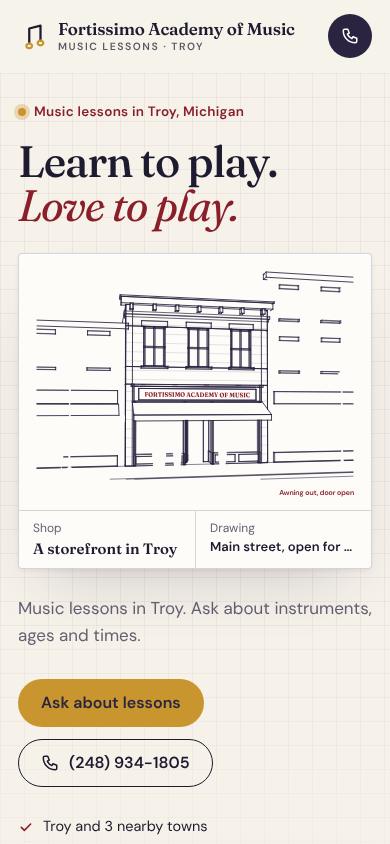 Fortissimo Academy of Music
MUSIC LESSONS · TROY
Music lessons in Troy, Michigan
Learn to play.
Love to play.
FORTISSIMO ACADEMY OF MUSIC
Awning out, door open
Shop
A storefront in Troy
Drawing
Main street, open for ...
Music lessons in Troy. Ask about instruments,
ages and times.
Ask about lessons
(248) 934-1805
Troy and 3 nearby towns